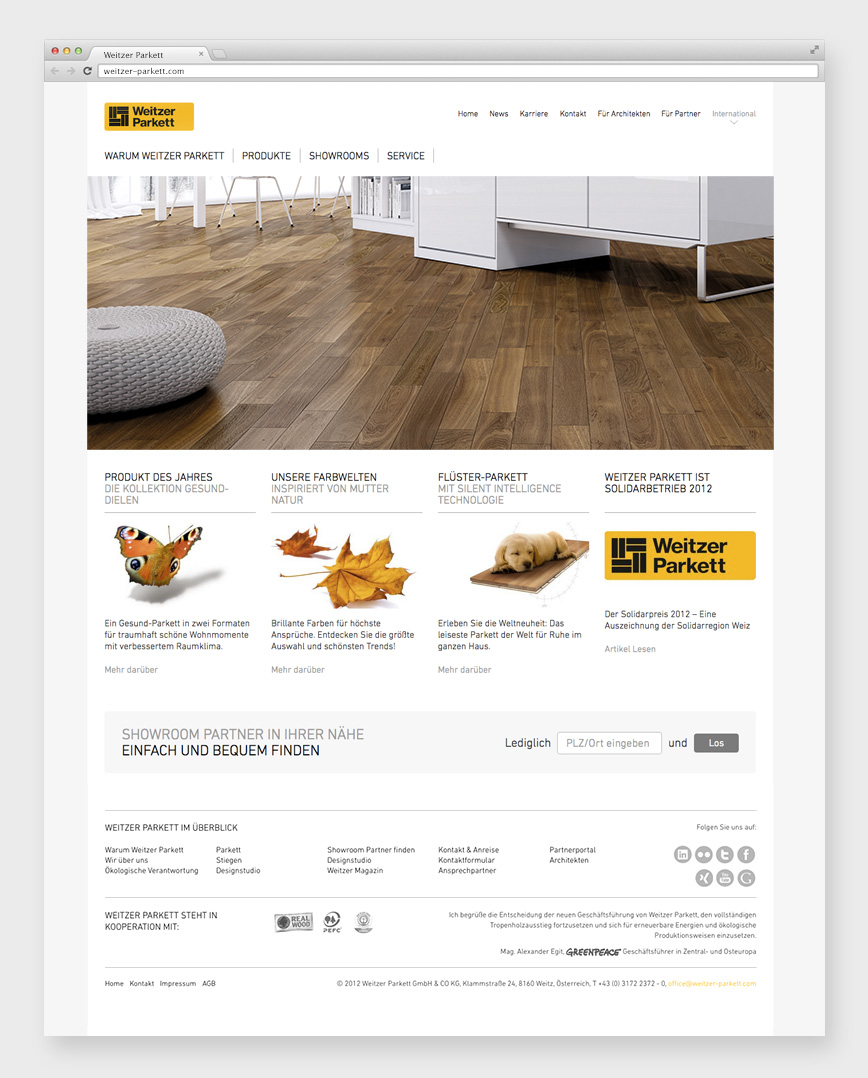 Weitzer Parkett
weitzer-parkett.com
Weitzer
Parkett
Home News Karriere Kontakt Für Architekten Für Partner International
WARUM WEITZER PARKETT PRODUKTE SHOWROOMS SERVICE
PRODUKT DES JAHRES
DIE KOLLEKTION GESUND-
DIELEN
Ein Gesund-Parkett in zwei Formaten
für traumhaft schöne Wohnmomente
mit verbessertem Raumklima.
Mehr darüber
UNSERE FARBWELTEN
INSPIRIERT VON MUTTER
NATUR
Brillante Farben für höchste
Ansprüche. Entdecken Sie die größte
Auswahl und schönsten Trends!
Mehr darüber
FLÜSTER-PARKETT
MIT SILENT INTELLIGENCE
TECHNOLOGIE
Erleben Sie die Weltneuheit: Das
leiseste Parkett der Welt für Ruhe im
ganzen Haus.
Mehr darüber
WEITZER PARKETT IST
SOLIDARBETRIEB 2012
Weitzer
Parkett
Der Solidarpreis 2012 – Eine
Auszeichnung der Solidarregion Weiz
Artikel Lesen
SHOWROOM PARTNER IN IHRER NÄHE
EINFACH UND BEQUEM FINDEN
Lediglich PLZ/Ort eingeben und Los
WEITZER PARKETT IM ÜBERBLICK
Folgen Sie uns auf:
Warum Weitzer Parkett
Wir über uns
Ökologische Verantwortung
Parkett
Stiegen
Designstudio
Showroom Partner finden
Designstudio
Weitzer Magazin
Kontakt & Anreise
Kontaktformular
Ansprechpartner
Partnerportal
Architekten
WEITZER PARKETT STEHT IN
KOOPERATION MIT:
REAL
WOOD
PEFC
Ich begrüße die Entscheidung der neuen Geschäftsführung von Weitzer Parkett, den vollständigen
Tropenholzausstieg fortzusetzen und sich für erneuerbare Energien und ökologische
Produktionsweisen einzusetzen.
Mag. Alexander Egit, GREENPEACE Geschäftsführer in Zentral- und Osteuropa
Home Kontakt Impressum AGB
© 2012 Weitzer Parkett GmbH & CO KG, Klammstraße 24, 8160 Weitz, Österreich, T +43 (0) 3172 2372 - 0, office@weitzer-parkett.com